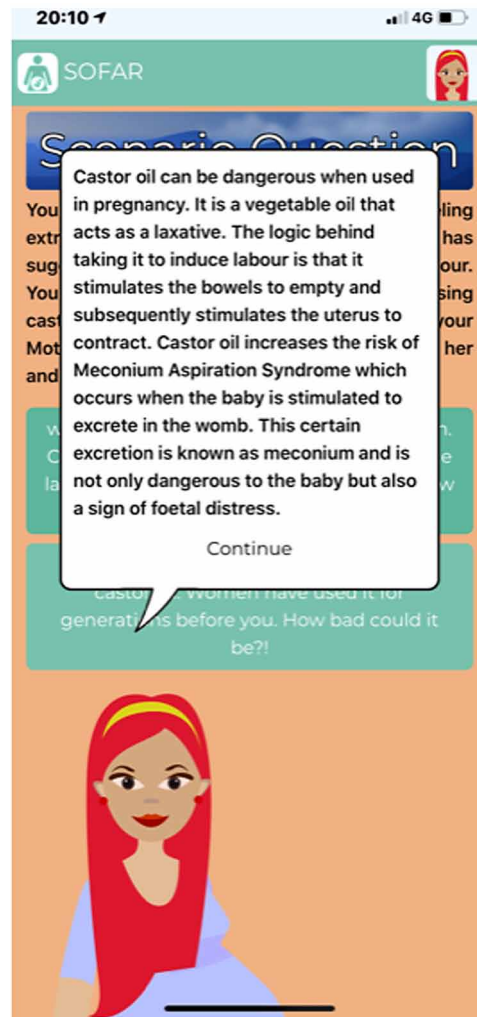 20:10
4G
SOFAR
Scenario Question
You
ling
extr
has
sug
our.
You
sing
cast
your
Mot
her
and
Castor oil can be dangerous when used
in pregnancy. It is a vegetable oil that
acts as a laxative. The logic behind
taking it to induce labour is that it
stimulates the bowels to empty and
subsequently stimulates the uterus to
contract. Castor oil increases the risk of
Meconium Aspiration Syndrome which
occurs when the baby is stimulated to
excrete in the womb. This certain
excretion is known as meconium and is
not only dangerous to the baby but also
a sign of foetal distress.
Continue
w
n.
C
e
la
w
Women have used it for
generations before you. How bad could it
be?!